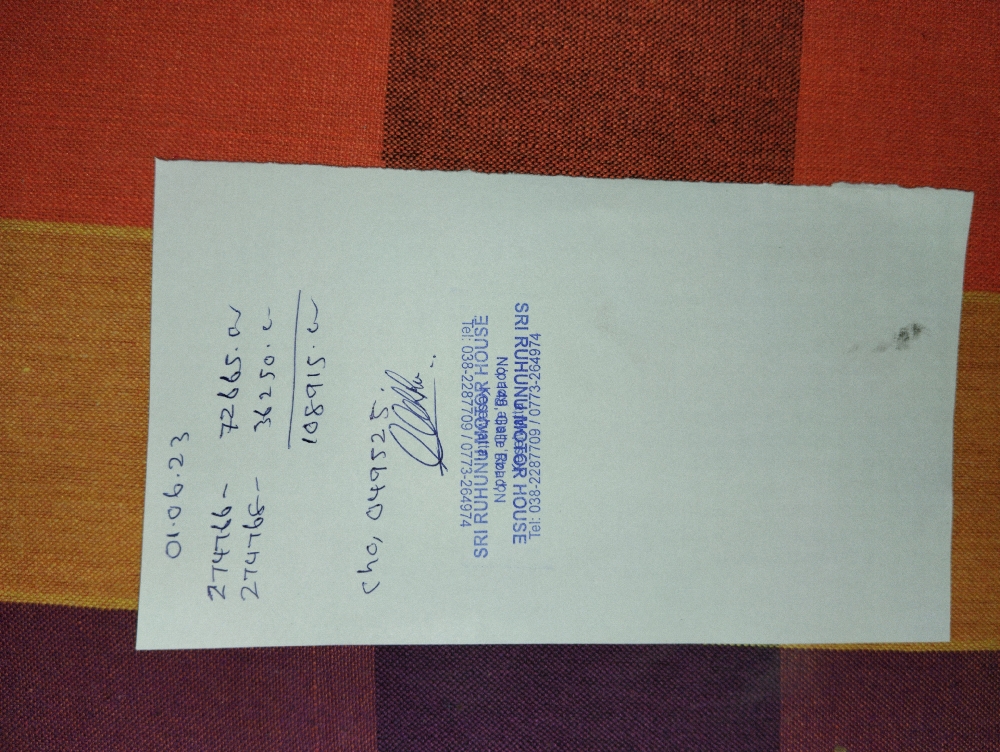 01.06.23
274766- 72665.00
274768- 36250.00
108915.00
Cho, 049525
SRI RUHUNU MOTOR HOUSE
Tel: 038-2287709 / 0773-264974
SRI RUHUNU MOTOR HOUSE
Tel: 038-2287709 / 0773-264974